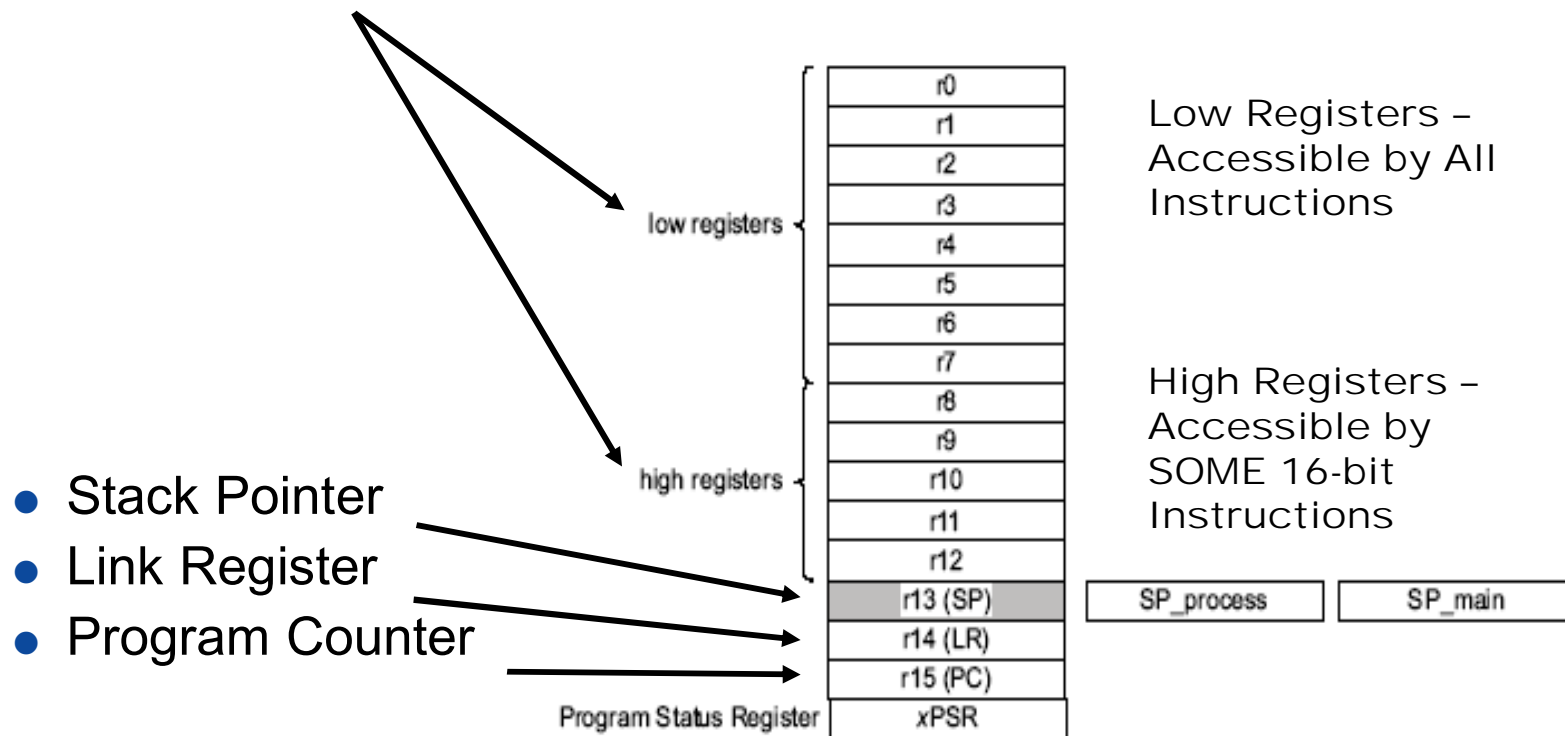 r0
r1
r2
r3
r4
r5
r6
r7
r8
r9
r10
r11
r12
r13 (SP)
r14 (LR)
r15 (PC)
xPSR
low registers
high registers
Program Status Register
SP_process
SP_main
Low Registers –
Accessible by All
Instructions
High Registers –
Accessible by
SOME 16-bit
Instructions
● Stack Pointer
● Link Register
● Program Counter